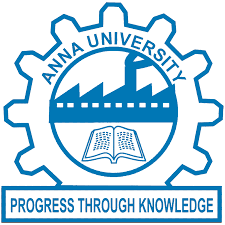 ANNA UNIVERSITY
PROGRESS THROUGH KNOWLEDGE